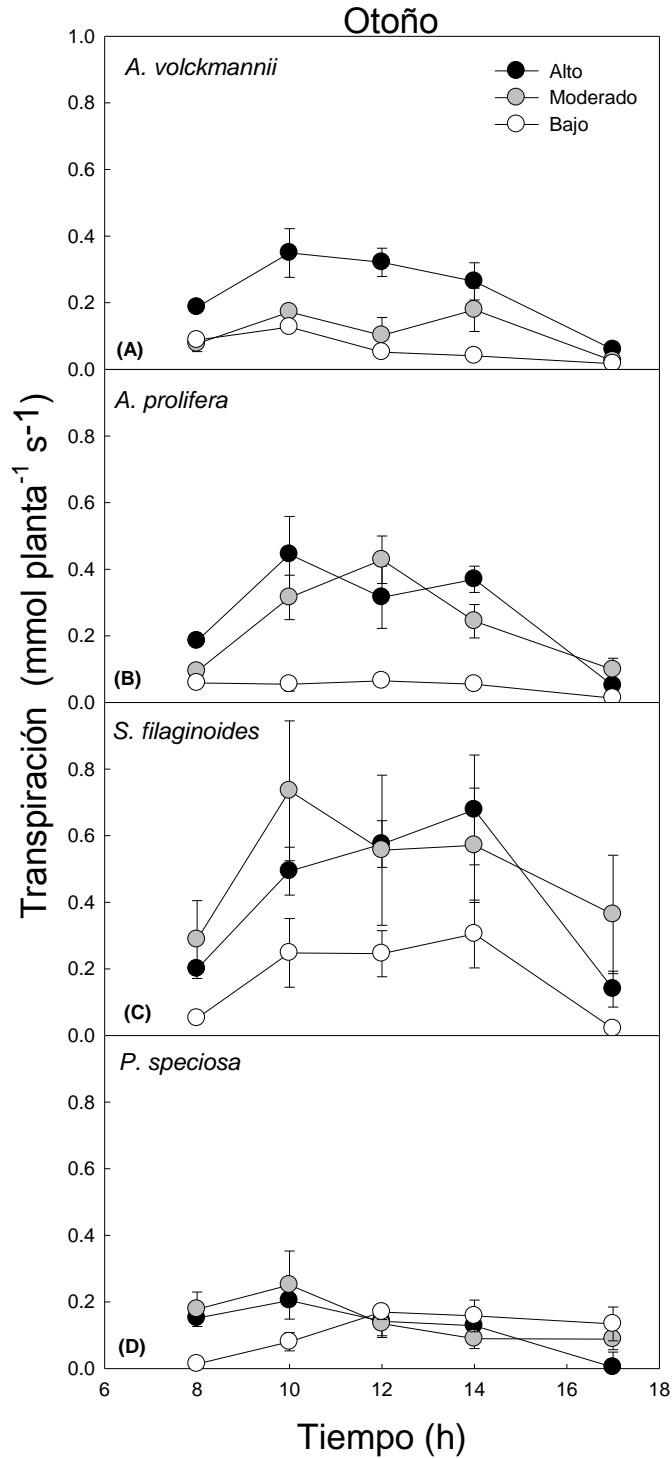 Otoño
1.0
A. volckmannii
Alto
Moderado
Bajo
0.8
0.6
0.4
0.2
0.0
(A)
A. prolifera
0.8
0.6
0.4
0.2
0.0
(B)
S. filaginoides
0.8
0.6
0.4
0.2
0.0
(C)
P. speciosa
0.8
0.6
0.4
0.2
0.0
(D)
6 8 10 12 14 16 18
Tiempo (h)
Transpiración (mmol planta⁻¹ s⁻¹)